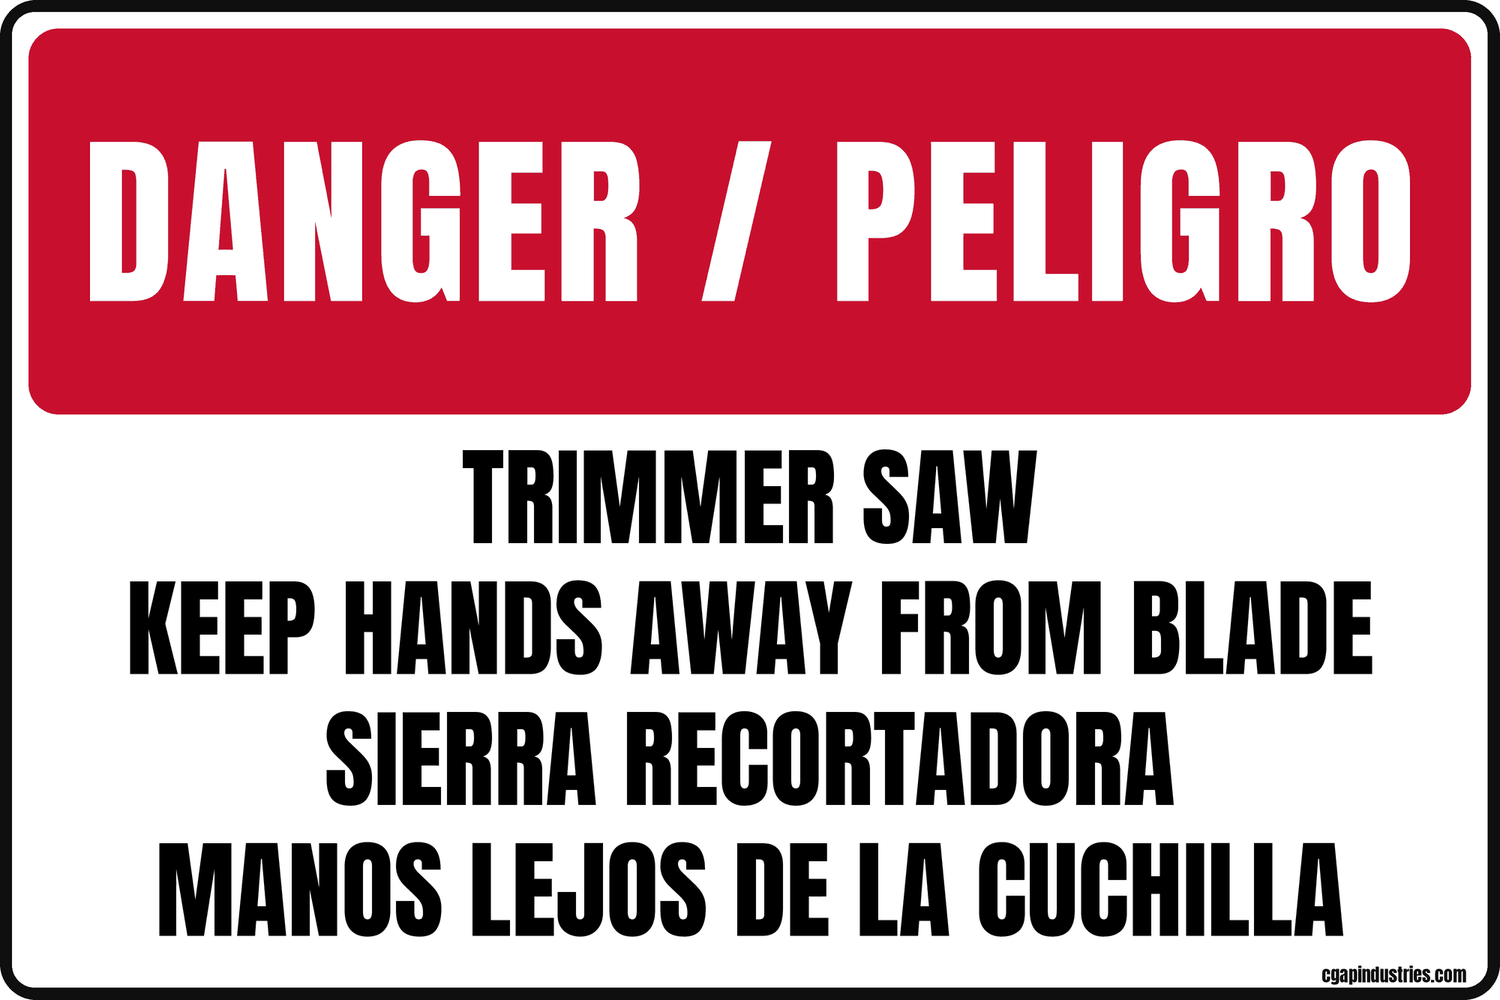 DANGER / PELIGRO
TRIMMER SAW
KEEP HANDS AWAY FROM BLADE
SIERRA RECORTADORA
MANOS LEJOS DE LA CUCHILLA
cgapindustries.com